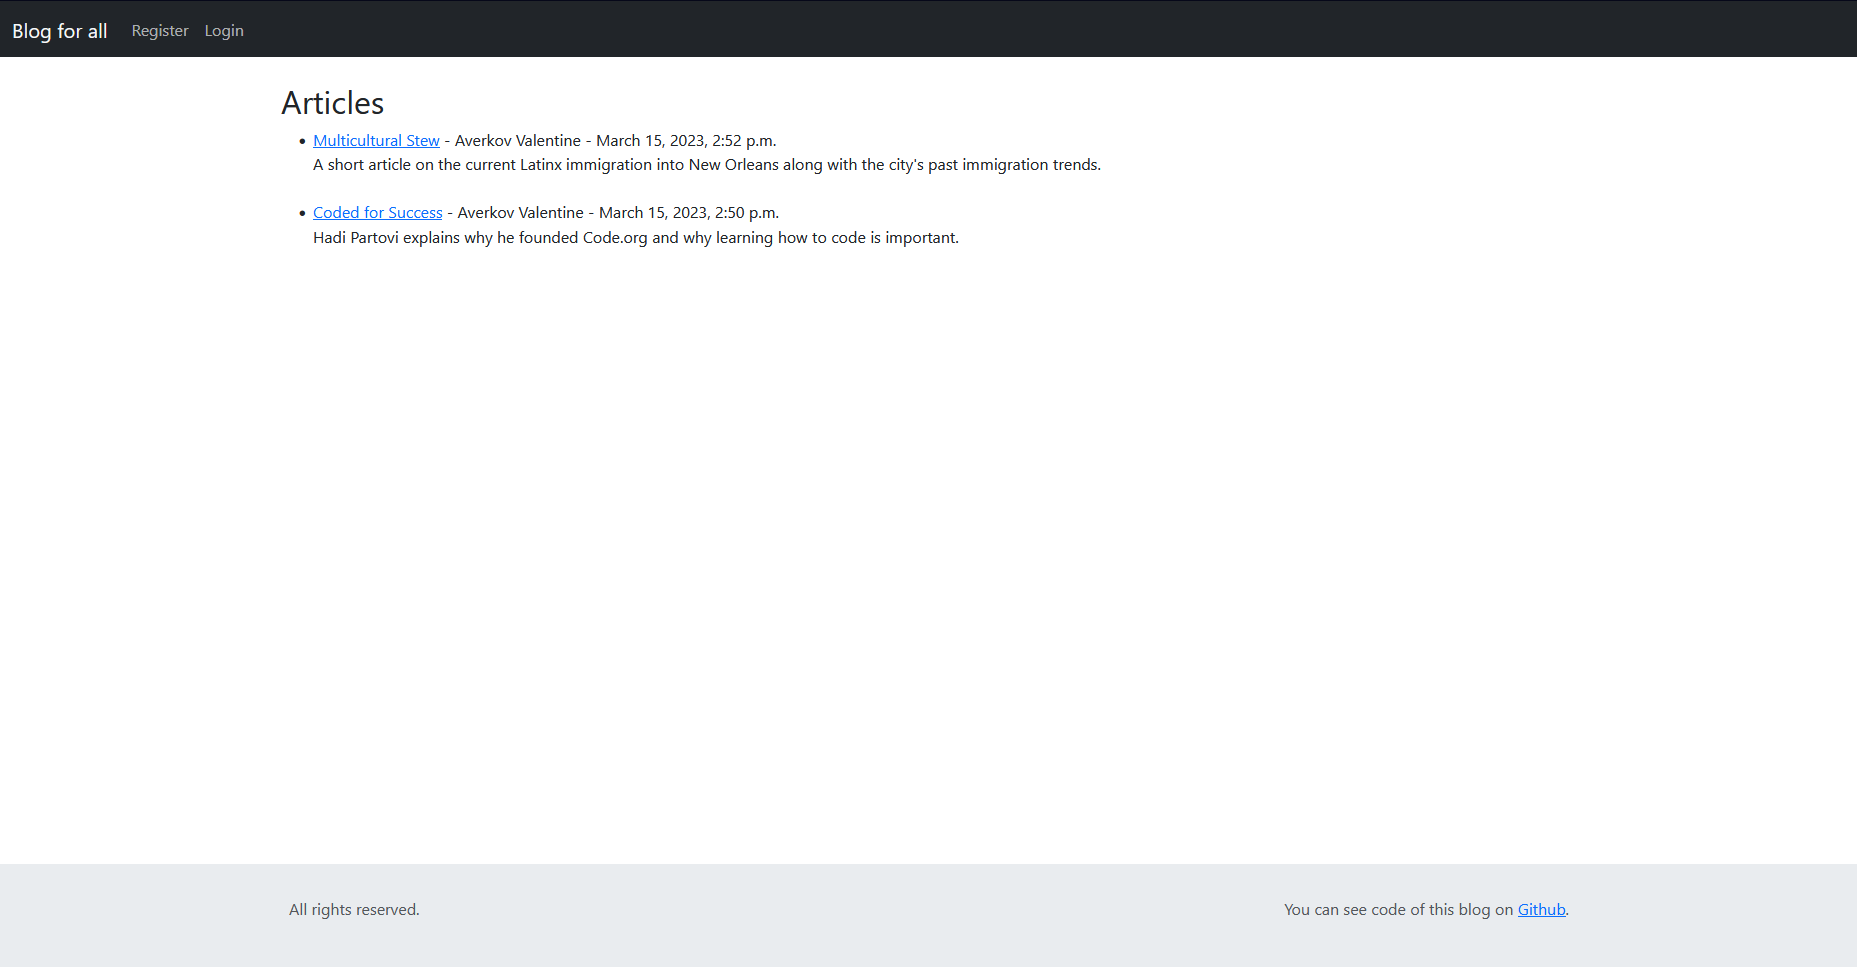 Blog for all Register Login
Articles
• Multicultural Stew - Averkov Valentine - March 15, 2023, 2:52 p.m.
A short article on the current Latinx immigration into New Orleans along with the city's past immigration trends.
• Coded for Success - Averkov Valentine - March 15, 2023, 2:50 p.m.
Hadi Partovi explains why he founded Code.org and why learning how to code is important.
All rights reserved. You can see code of this blog on Github.